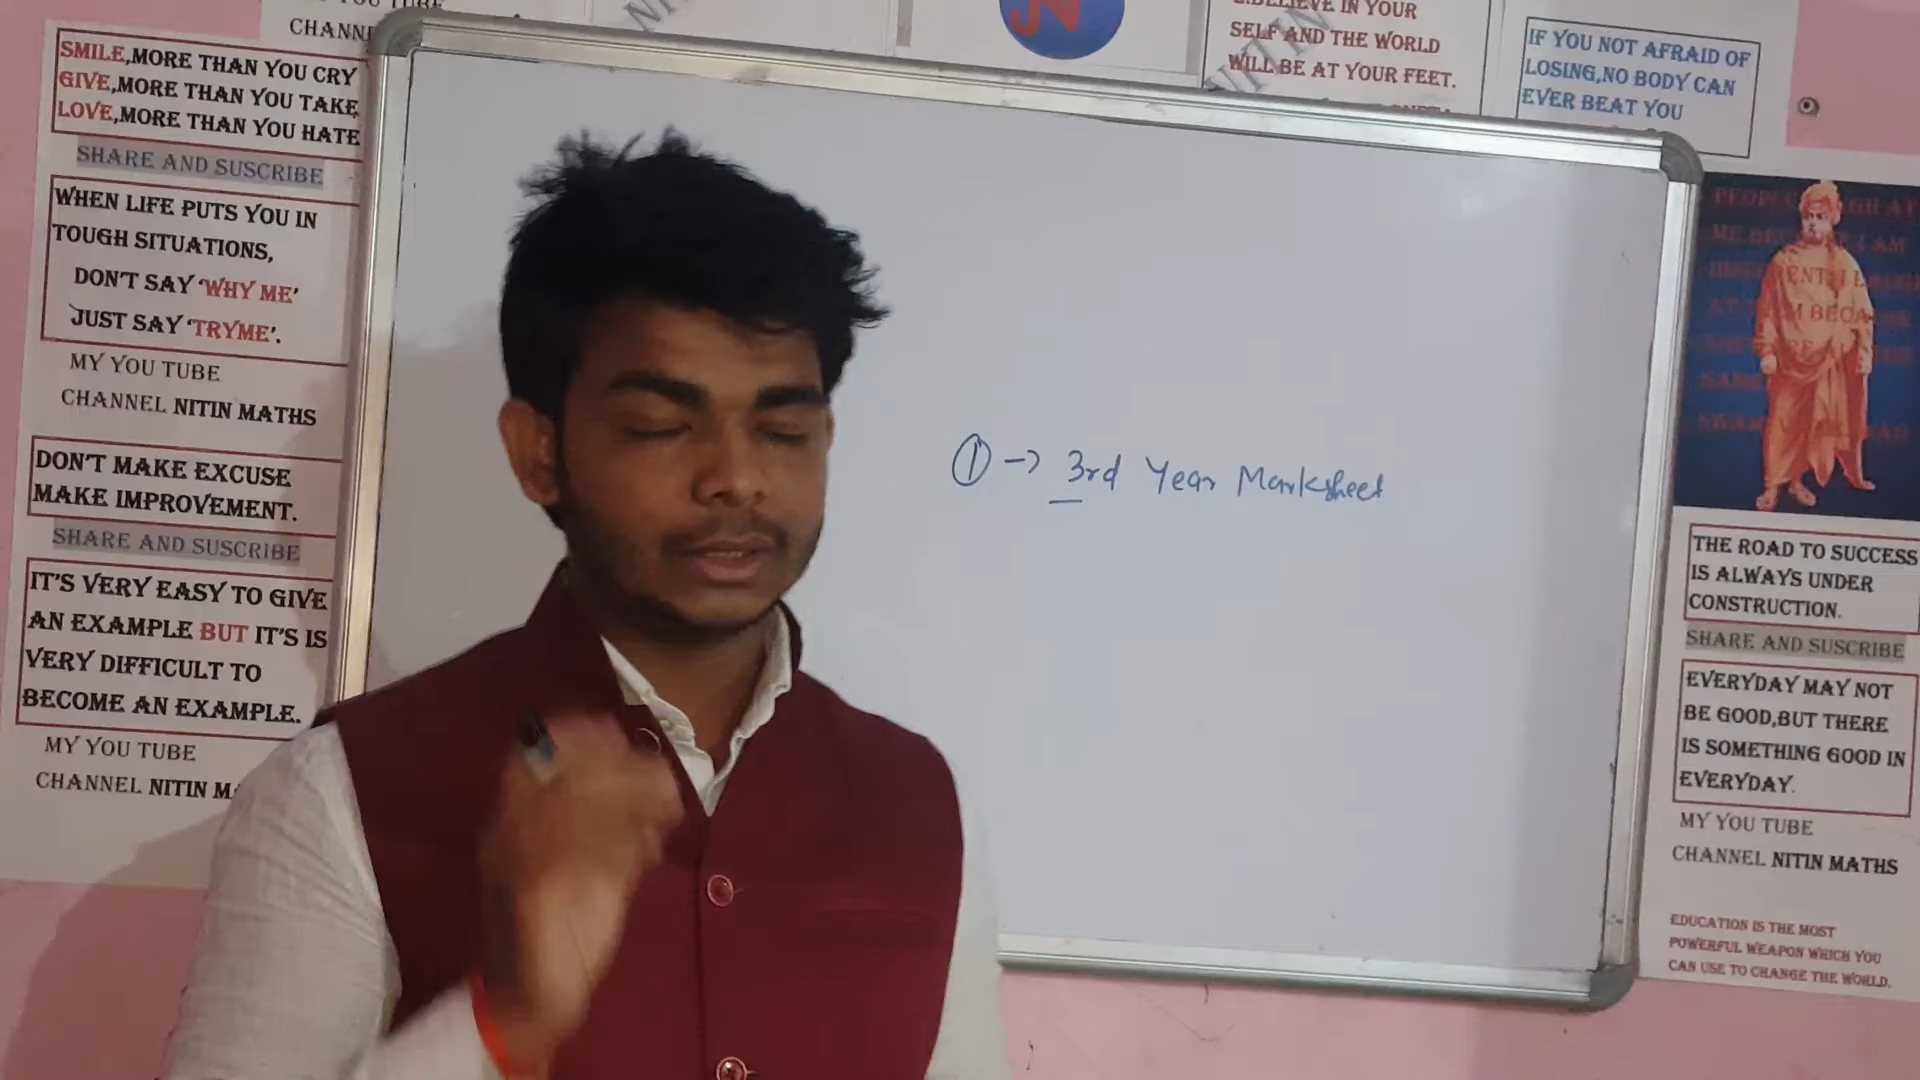 CHANN
SMILE,MORE THAN YOU CRY
GIVE,MORE THAN YOU TAKE,
LOVE,MORE THAN YOU HATE
SHARE AND SUSCRIBE
WHEN LIFE PUTS YOU IN
TOUGH SITUATIONS,
DON'T SAY 'WHY ME'
JUST SAY 'TRYME'.
MY YOU TUBE
CHANNEL NITIN MATHS
DON'T MAKE EXCUSE
MAKE IMPROVEMENT.
SHARE AND SUSCRIBE
IT'S VERY EASY TO GIVE
AN EXAMPLE BUT IT'S IS
VERY DIFFICULT TO
BECOME AN EXAMPLE.
MY YOU TUBE
CHANNEL NITIN MA
① -> 3rd Year Marksheet
IN YOUR
SELF AND THE WORLD
WILL BE AT YOUR FEET.
IF YOU NOT AFRAID OF
LOSING,NO BODY CAN
EVER BEAT YOU
THE ROAD TO SUCCESS
IS ALWAYS UNDER
CONSTRUCTION.
SHARE AND SUSCRIBE
EVERYDAY MAY NOT
BE GOOD,BUT THERE
IS SOMETHING GOOD IN
EVERYDAY.
MY YOU TUBE
CHANNEL NITIN MATHS
EDUCATION IS THE MOST
POWERFUL WEAPON WHICH YOU
CAN USE TO CHANGE THE WORLD.